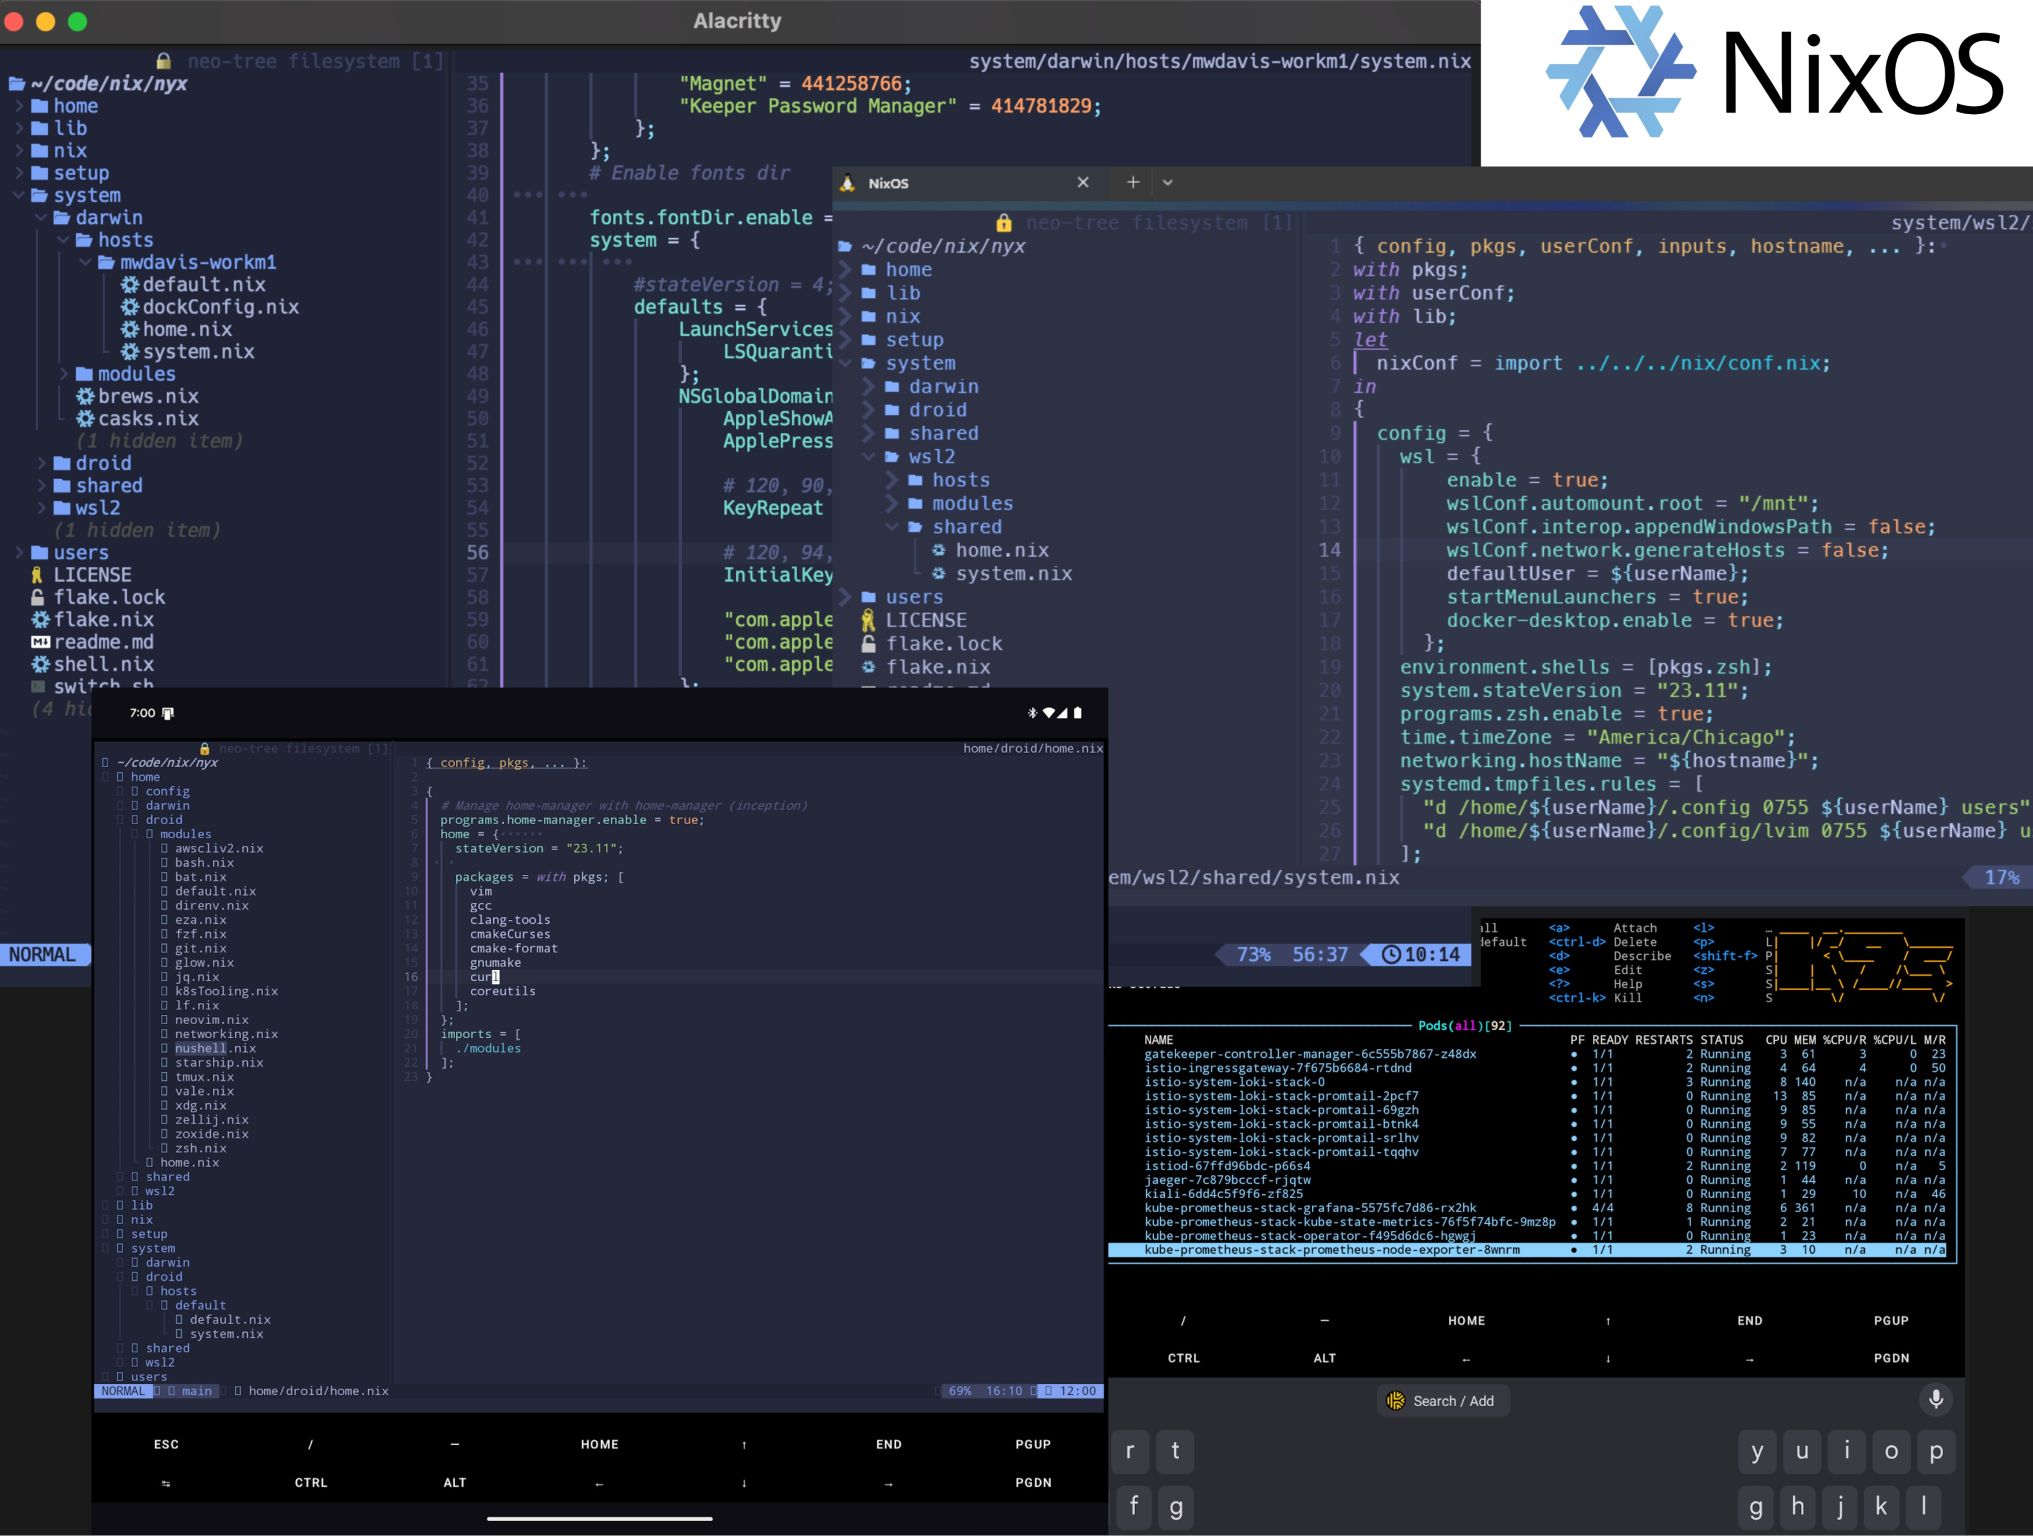 Alacritty
neo-tree filesystem [1]
~/code/nix/nyx
home
lib
nix
setup
system
darwin
hosts
mwdavis-workm1
default.nix
dockConfig.nix
home.nix
system.nix
modules
brews.nix
casks.nix
(1 hidden item)
droid
shared
wsl2
(1 hidden item)
users
LICENSE
flake.lock
flake.nix
readme.md
shell.nix
switch.sh
NORMAL
system/darwin/hosts/mwdavis-workm1/system.nix
35 "Magnet" = 441258766;
36 "Keeper Password Manager" = 414781829;
37 };
38 };
39 # Enable fonts dir
40
41 fonts.fontDir.enable =
42 system = {
43
44 #stateVersion = 4;
45 defaults = {
46 LaunchServices
47 LSQuaranti
48 };
49 NSGlobalDomain
50 AppleShowA
51 ApplePress
52
53 # 120, 90,
54 KeyRepeat
55
56 # 120, 94,
57 InitialKey
58
59 "com.apple
60 "com.apple
61 "com.apple
62 };
73% 56:37 10:14
NixOS
NixOS
neo-tree filesystem [1]
~/code/nix/nyx
home
lib
nix
setup
system
darwin
droid
shared
wsl2
hosts
modules
shared
home.nix
system.nix
users
LICENSE
flake.lock
flake.nix
system/wsl2/
1 { config, pkgs, userConf, inputs, hostname, ... }:
2 with pkgs;
3 with userConf;
4 with lib;
5 let
6 nixConf = import ../../../nix/conf.nix;
7 in
8 {
9 config = {
10 wsl = {
11 enable = true;
12 wslConf.automount.root = "/mnt";
13 wslConf.interop.appendWindowsPath = false;
14 wslConf.network.generateHosts = false;
15 defaultUser = ${userName};
16 startMenuLaunchers = true;
17 docker-desktop.enable = true;
18 };
19 environment.shells = [pkgs.zsh];
20 system.stateVersion = "23.11";
21 programs.zsh.enable = true;
22 time.timeZone = "America/Chicago";
23 networking.hostName = "${hostname}";
24 systemd.tmpfiles.rules = [
25 "d /home/${userName}/.config 0755 ${userName} users"
26 "d /home/${userName}/.config/lvim 0755 ${userName} u
27 ];
em/wsl2/shared/system.nix 17%
7:00
neo-tree filesystem [1]
~/code/nix/nyx
home
config
darwin
droid
modules
awscliv2.nix
bash.nix
bat.nix
default.nix
direnv.nix
eza.nix
fzf.nix
git.nix
glow.nix
jq.nix
k8sTooling.nix
lf.nix
neovim.nix
networking.nix
nushell.nix
starship.nix
tmux.nix
vale.nix
xdg.nix
zellij.nix
zoxide.nix
zsh.nix
home.nix
shared
wsl2
lib
nix
setup
system
darwin
droid
hosts
default
default.nix
system.nix
shared
wsl2
users
home/droid/home.nix
1 { config, pkgs, ... }:
2
3 {
4 # Manage home-manager with home-manager (inception)
5 programs.home-manager.enable = true;
6 home = {
7 stateVersion = "23.11";
8
9 packages = with pkgs; [
10 vim
11 gcc
12 clang-tools
13 cmakeCurses
14 cmake-format
15 gnumake
16 curl
17 coreutils
18 ];
19 };
20 imports = [
21 ./modules
22 ];
23 }
NORMAL main home/droid/home.nix 69% 16:10 12:00
ESC / — HOME ↑ END PGUP
↹ CTRL ALT ← ↓ → PGDN
all <a> Attach <l>
default <ctrl-d> Delete <p>
<d> Describe <shift-f>
<e> Edit <z>
<?> Help <s>
<ctrl-k> Kill <n>
Pods(all)[92]
NAME PF READY RESTARTS STATUS CPU MEM %CPU/R %CPU/L M/R
gatekeeper-controller-manager-6c555b7867-z48dx ● 1/1 2 Running 3 61 3 0 23
istio-ingressgateway-7f675b6684-rtdnd ● 1/1 2 Running 4 64 4 0 50
istio-system-loki-stack-0 ● 1/1 3 Running 8 140 n/a n/a n/a
istio-system-loki-stack-promtail-2pcf7 ● 1/1 0 Running 13 85 n/a n/a n/a
istio-system-loki-stack-promtail-69gzh ● 1/1 0 Running 9 85 n/a n/a n/a
istio-system-loki-stack-promtail-btnk4 ● 1/1 0 Running 9 55 n/a n/a n/a
istio-system-loki-stack-promtail-srlhv ● 1/1 0 Running 9 82 n/a n/a n/a
istio-system-loki-stack-promtail-tqqhv ● 1/1 0 Running 7 77 n/a n/a n/a
istiod-67ffd96bdc-p66s4 ● 1/1 2 Running 2 119 0 n/a 5
jaeger-7c879bcccf-rjqtw ● 1/1 0 Running 1 44 n/a n/a n/a
kiali-6dd4c5f9f6-zf825 ● 1/1 0 Running 1 29 10 n/a 46
kube-prometheus-stack-grafana-5575fc7d86-rx2hk ● 4/4 8 Running 6 361 n/a n/a n/a
kube-prometheus-stack-kube-state-metrics-76f5f74bfc-9mz8p ● 1/1 1 Running 2 21 n/a n/a n/a
kube-prometheus-stack-operator-f495d6dc6-hgwgj ● 1/1 0 Running 1 23 n/a n/a n/a
kube-prometheus-stack-prometheus-node-exporter-8wnrm ● 1/1 2 Running 3 10 n/a n/a n/a
/ — HOME ↑ END PGUP
CTRL ALT ← ↓ → PGDN
Search / Add
r t y u i o p
f g g h j k l